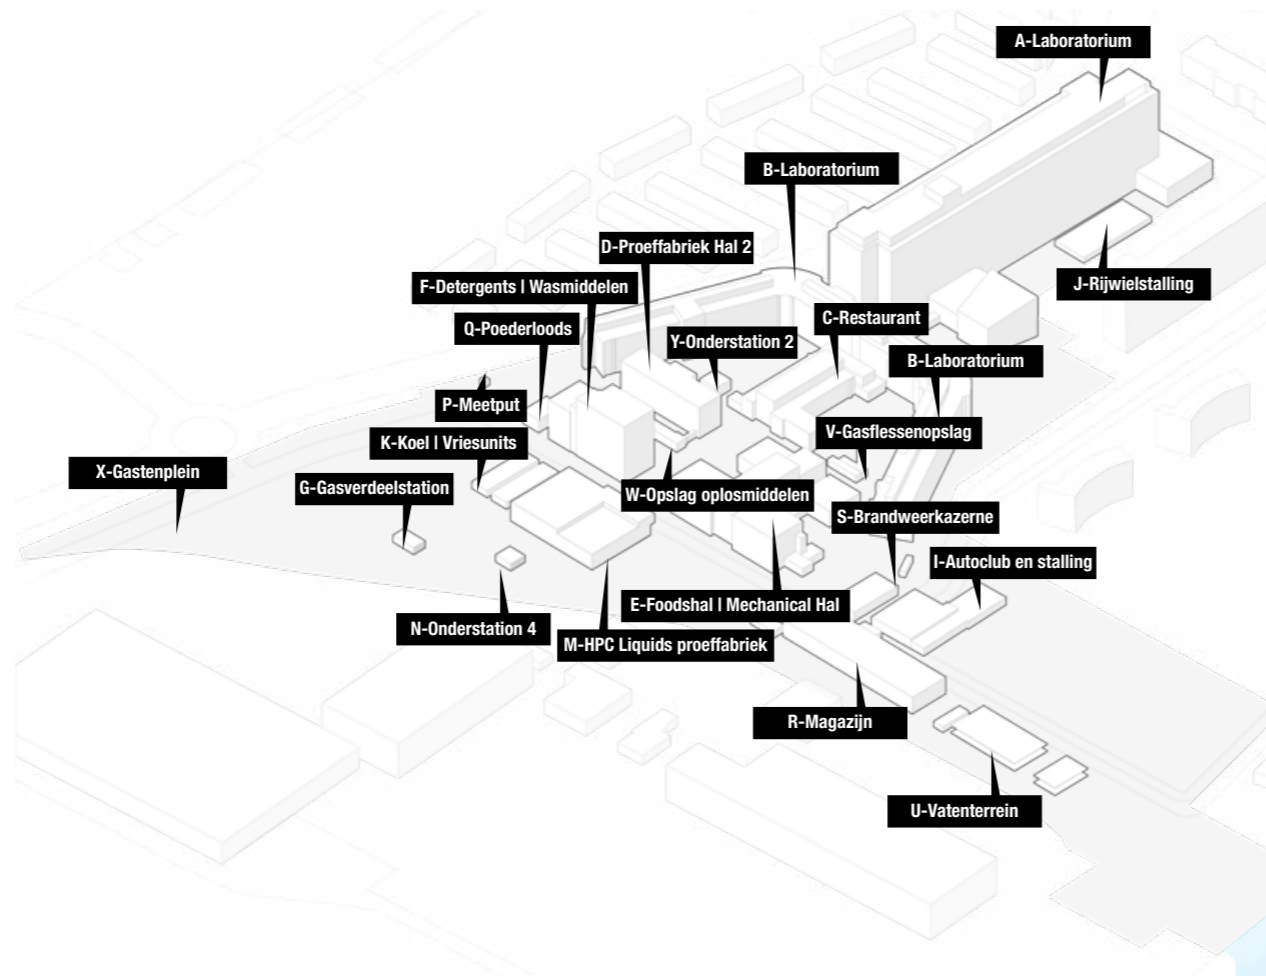 A-Laboratorium
B-Laboratorium
D-Proeffabriek Hal 2
F-Detergents | Wasmiddelen
J-Rijwielstalling
Q-Poederloods
C-Restaurant
Y-Onderstation 2
B-Laboratorium
P-Meetput
K-Koel | Vriesunits
V-Gasflessenopslag
X-Gastenplein
G-Gasverdeelstation
W-Opslag oplosmiddelen
S-Brandweerkazerne
I-Autoclub en stalling
E-Foodshal | Mechanical Hal
N-Onderstation 4
M-HPC Liquids proeffabriek
R-Magazijn
U-Vatenterrein